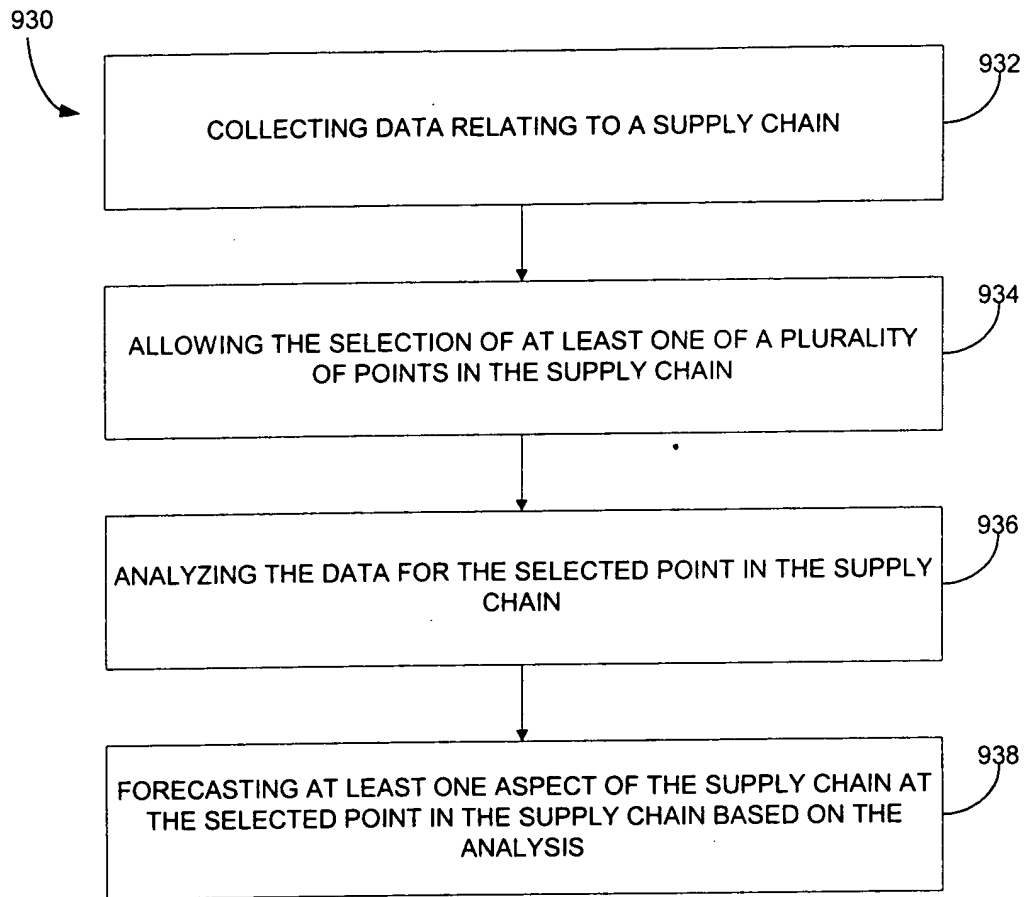 930
932
COLLECTING DATA RELATING TO A SUPPLY CHAIN
934
ALLOWING THE SELECTION OF AT LEAST ONE OF A PLURALITY
OF POINTS IN THE SUPPLY CHAIN
936
ANALYZING THE DATA FOR THE SELECTED POINT IN THE SUPPLY
CHAIN
938
FORECASTING AT LEAST ONE ASPECT OF THE SUPPLY CHAIN AT
THE SELECTED POINT IN THE SUPPLY CHAIN BASED ON THE
ANALYSIS